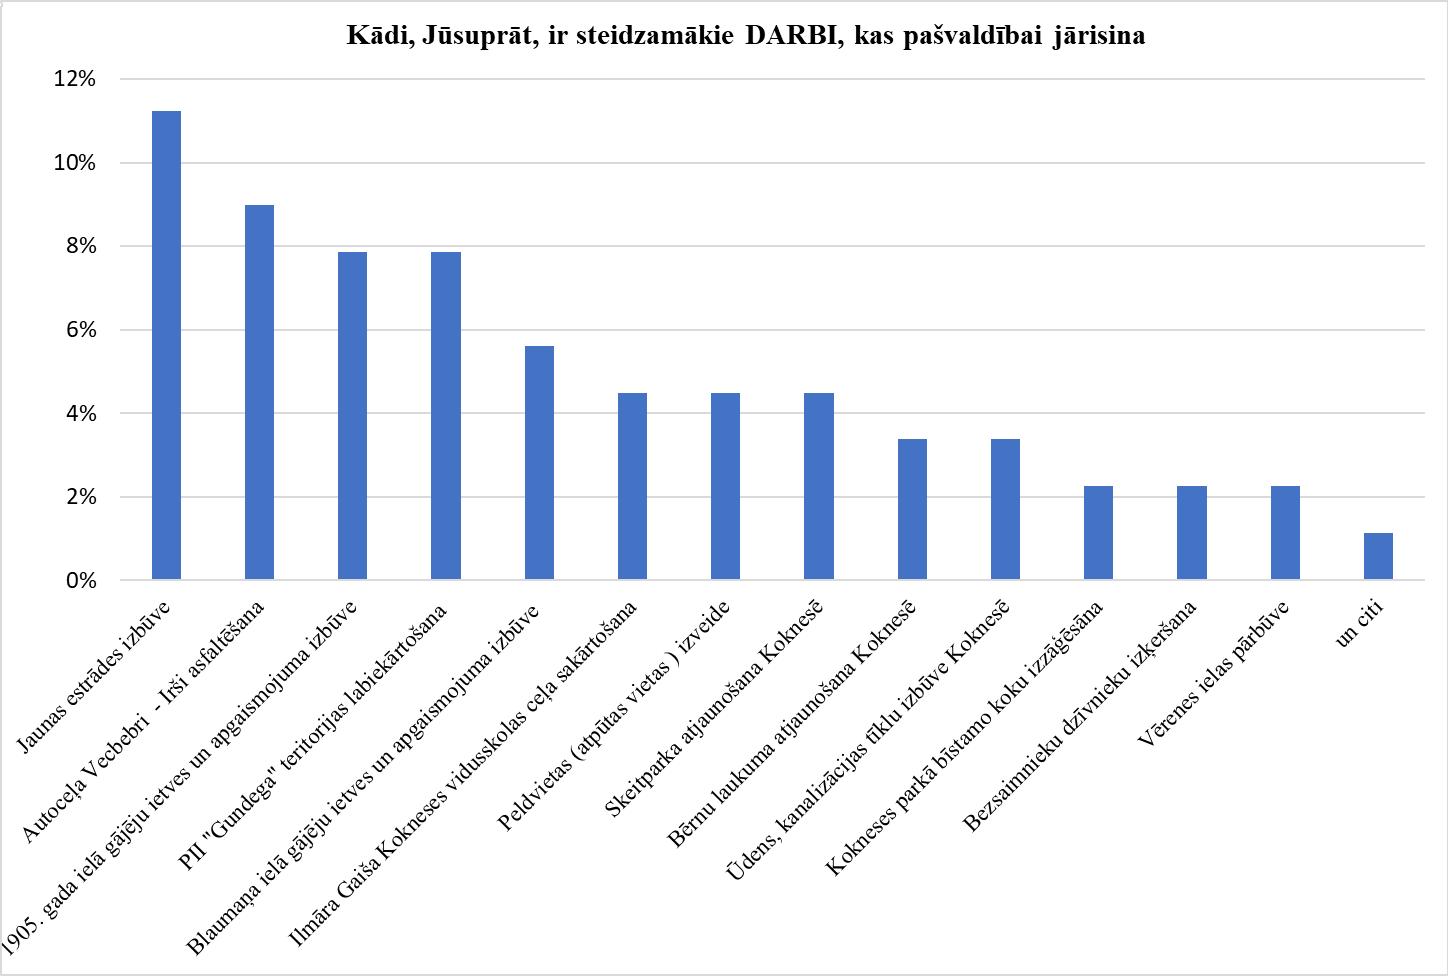 Kādi, Jūsuprāt, ir steidzamākie DARBI, kas pašvaldībai jārisina
12%
10%
8%
6%
4%
2%
0%
Jaunas estrādes izbūve
Autoceļa Vecbebri - Irši asfaltēšana
1905. gada ielā gājēju ietves un apgaismojuma izbūve
PII "Gundega" teritorijas labiekārtošana
Blaumaņa ielā gājēju ietves un apgaismojuma izbūve
Ilmāra Gaiša Kokneses vidusskolas ceļa sakārtošana
Peldvietas (atpūtas vietas ) izveide
Skeitparka atjaunošana Koknesē
Bērnu laukuma atjaunošana Koknesē
Ūdens, kanalizācijas tīklu izbūve Koknesē
Kokneses parkā bīstamo koku izzāģēsāna
Bezsaimnieku dzīvnieku izķeršana
Vērenes ielas pārbūve
un citi